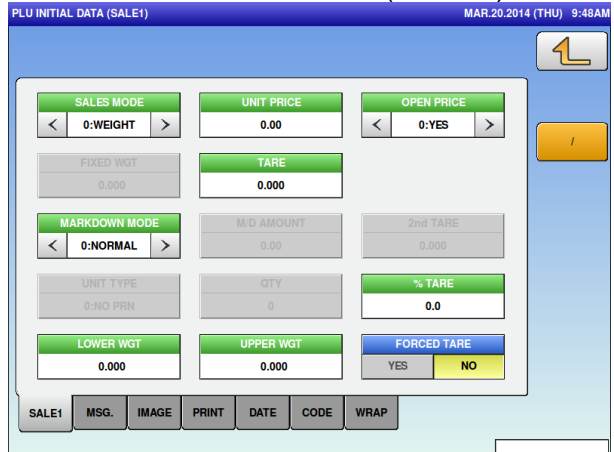 PLU INITIAL DATA (SALE1) MAR.20.2014 (THU) 9:48AM
SALES MODE UNIT PRICE OPEN PRICE
< 0:WEIGHT > 0.00 < 0:YES >
/
FIXED WGT TARE
0.000 0.000
MARKDOWN MODE M/D AMOUNT 2nd TARE
< 0:NORMAL > 0.00 0.000
UNIT TYPE QTY % TARE
0:NO PRN 0 0.0
LOWER WGT UPPER WGT FORCED TARE
0.000 0.000 YES NO
SALE1 MSG. IMAGE PRINT DATE CODE WRAP